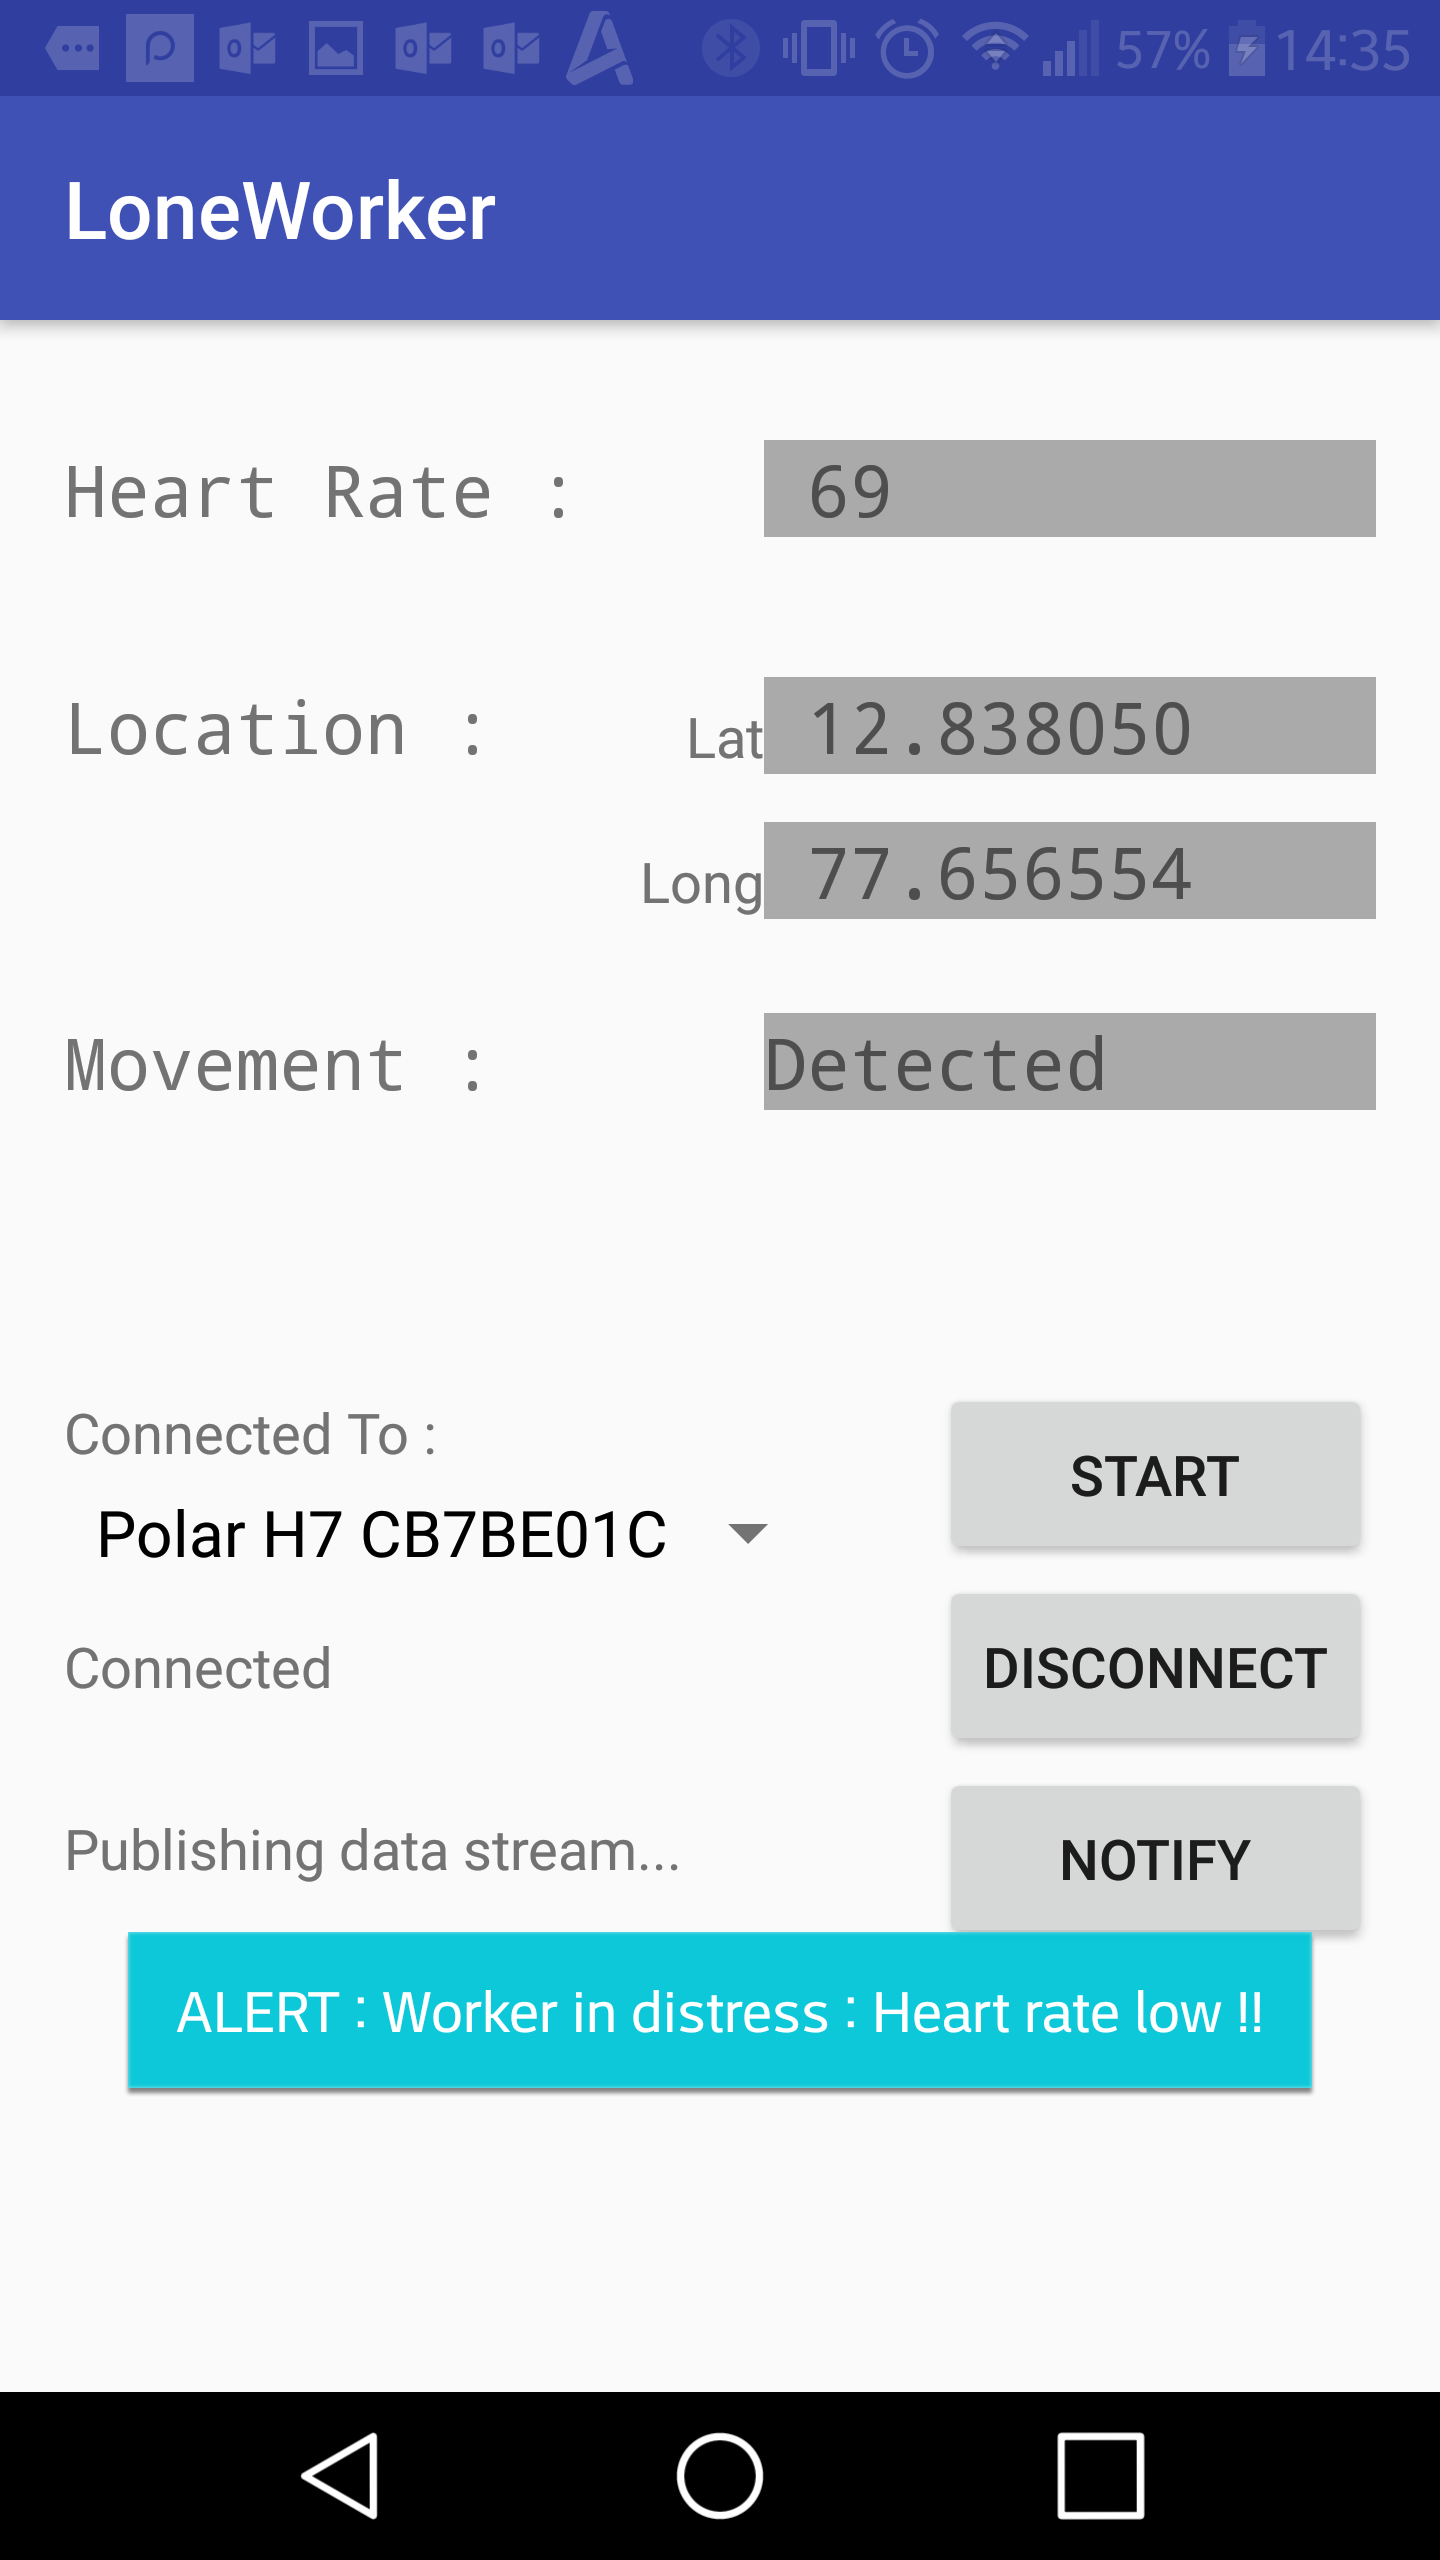 57% 14:35
LoneWorker
Heart Rate : 69
Location : Lat 12.838050
Long 77.656554
Movement : Detected
Connected To :
START
Polar H7 CB7BE01C
Connected
DISCONNECT
Publishing data stream...
NOTIFY
ALERT : Worker in distress : Heart rate low !!